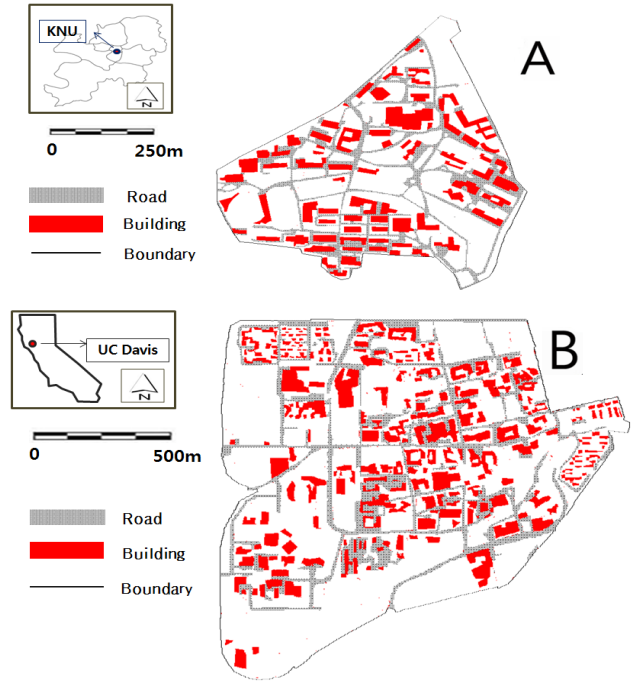 KNU
A
N
0 250m
Road
Building
Boundary
B
UC Davis
N
0 500m
Road
Building
Boundary